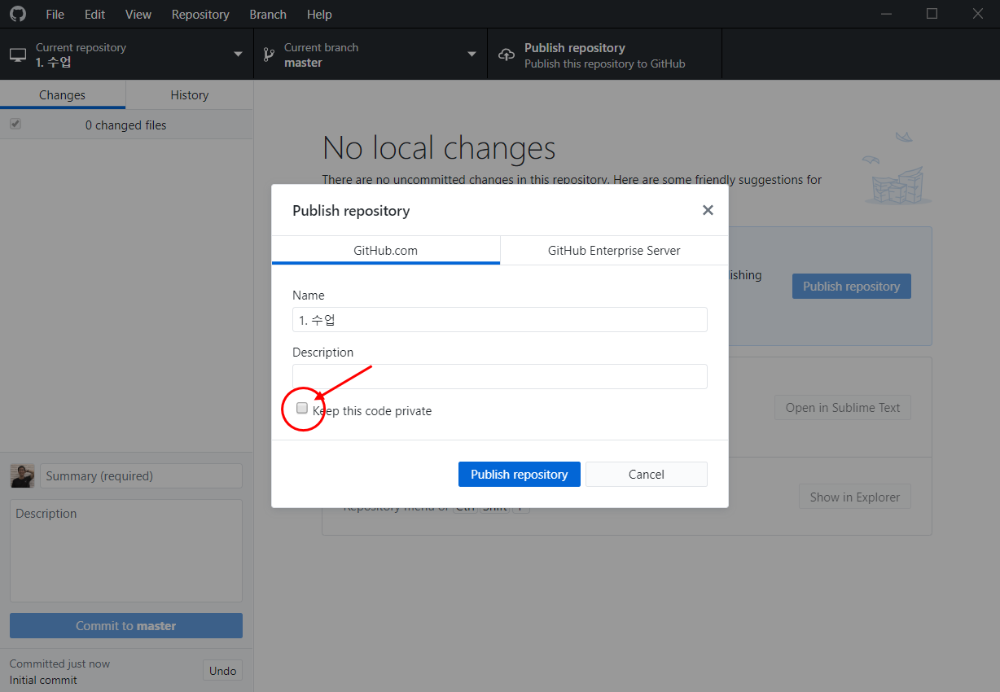 File Edit View Repository Branch Help
Current repository
1. 수업
Current branch
master
Publish repository
Publish this repository to GitHub
Changes History
0 changed files
No local changes
There are no uncommitted changes in this repository. Here are some friendly suggestions for
Publish repository
GitHub.com GitHub Enterprise Server
Name
1. 수업
Description
Keep this code private
Publish repository Cancel
lishing
Publish repository
Open in Sublime Text
Show in Explorer
Repository menu or Ctrl Shift F
Summary (required)
Description
Commit to master
Committed just now
Initial commit
Undo